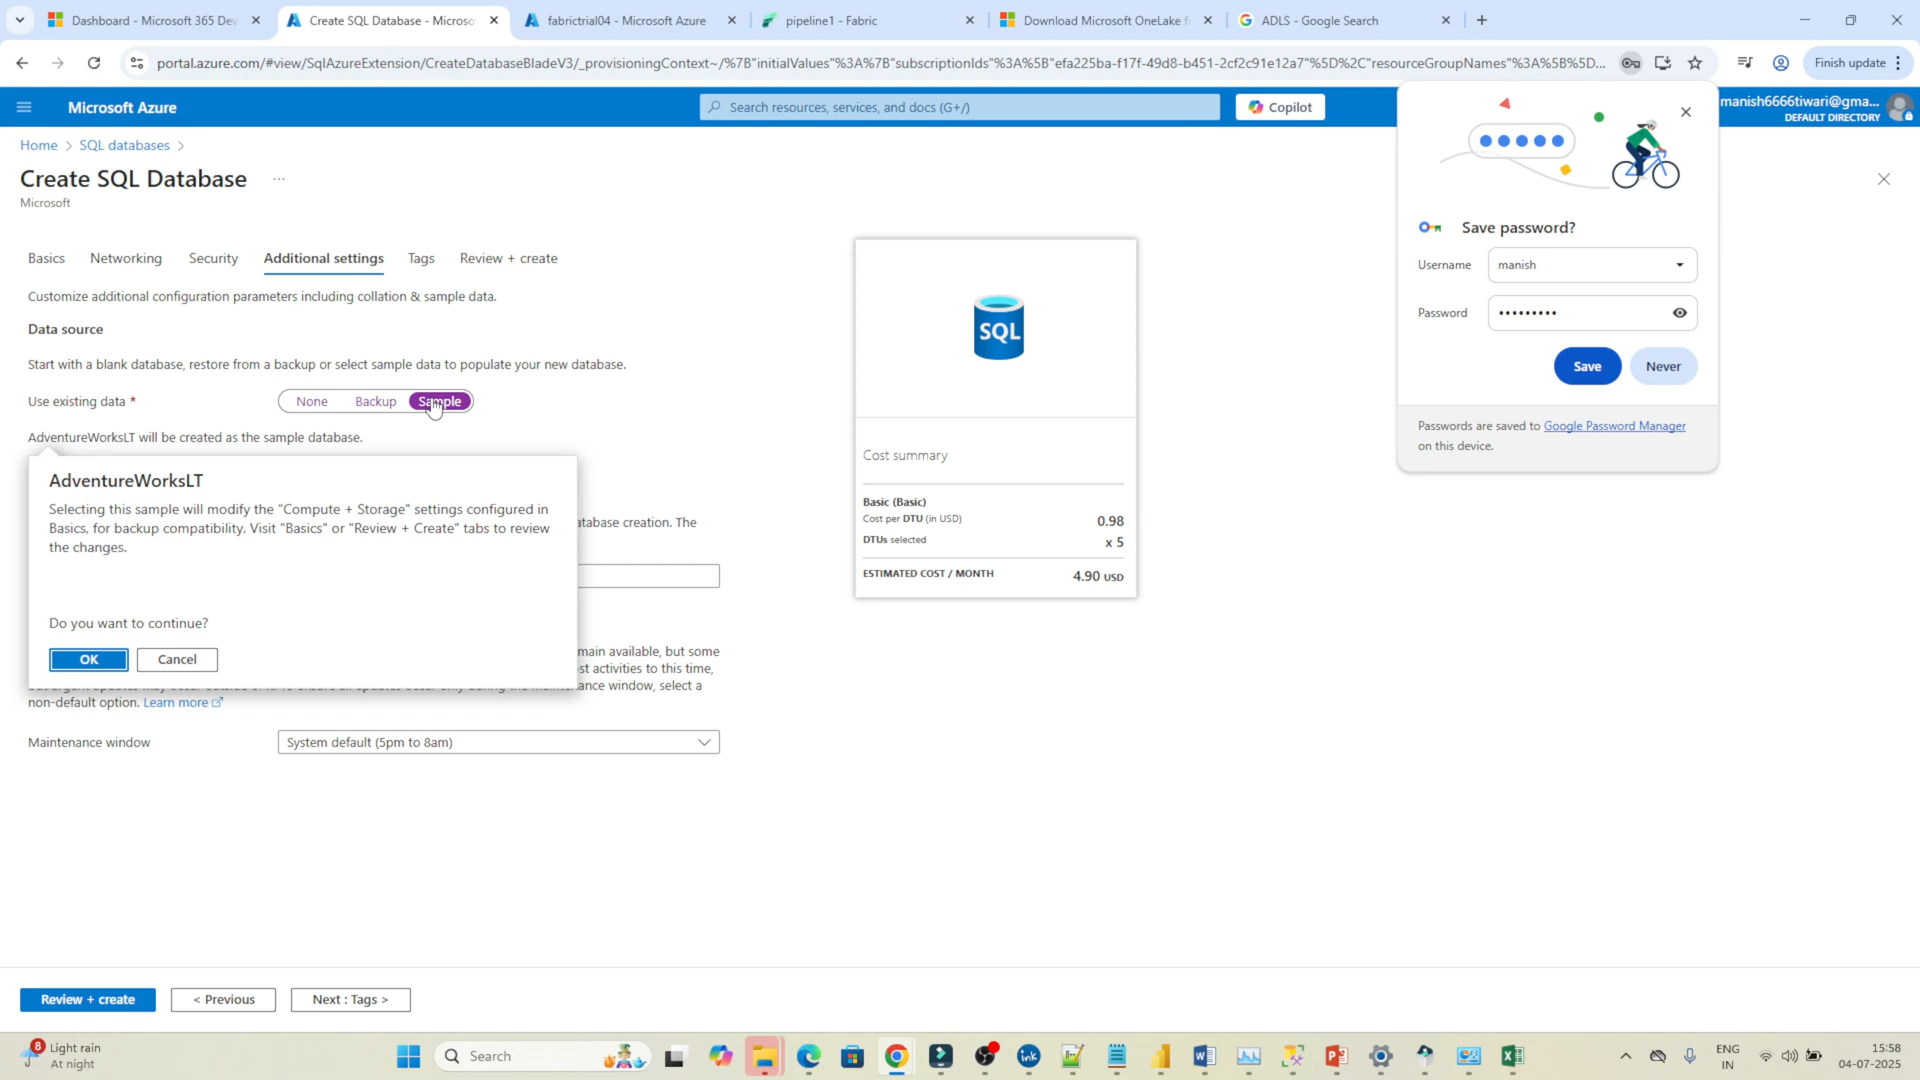 Dashboard - Microsoft 365 Dev
Create SQL Database - Microso
fabrictrial04 - Microsoft Azure
pipeline1 - Fabric
Download Microsoft OneLake f
ADLS - Google Search
portal.azure.com/#view/SqlAzureExtension/CreateDatabaseBladeV3/_provisioningContext~/%7B"initialValues"%3A%7B"subscriptionIds"%3A%5B"efa225ba-f17f-49d8-b451-2cf2c91e12a7"%5D%2C"resourceGroupNames"%3A%5B%5D...
Finish update
Microsoft Azure
Search resources, services, and docs (G+/)
Copilot
manish6666tiwari@gma...
DEFAULT DIRECTORY
Home > SQL databases >
Create SQL Database
...
Microsoft
Basics
Networking
Security
Additional settings
Tags
Review + create
Customize additional configuration parameters including collation & sample data.
Data source
Start with a blank database, restore from a backup or select sample data to populate your new database.
Use existing data *
None
Backup
Sample
AdventureWorksLT will be created as the sample database.
AdventureWorksLT
Selecting this sample will modify the "Compute + Storage" settings configured in
Basics, for backup compatibility. Visit "Basics" or "Review + Create" tabs to review
the changes.
Do you want to continue?
OK
Cancel
atabase creation. The
main available, but some
st activities to this time,
ance window, select a
non-default option. Learn more
Maintenance window
System default (5pm to 8am)
SQL
Cost summary
Basic (Basic)
Cost per DTU (in USD)
0.98
DTUs selected
x 5
ESTIMATED COST / MONTH
4.90 USD
Save password?
Username
manish
Password
•••••••••
Save
Never
Passwords are saved to Google Password Manager
on this device.
Review + create
< Previous
Next : Tags >
8
Light rain
At night
Search
ink
ENG
IN
15:58
04-07-2025